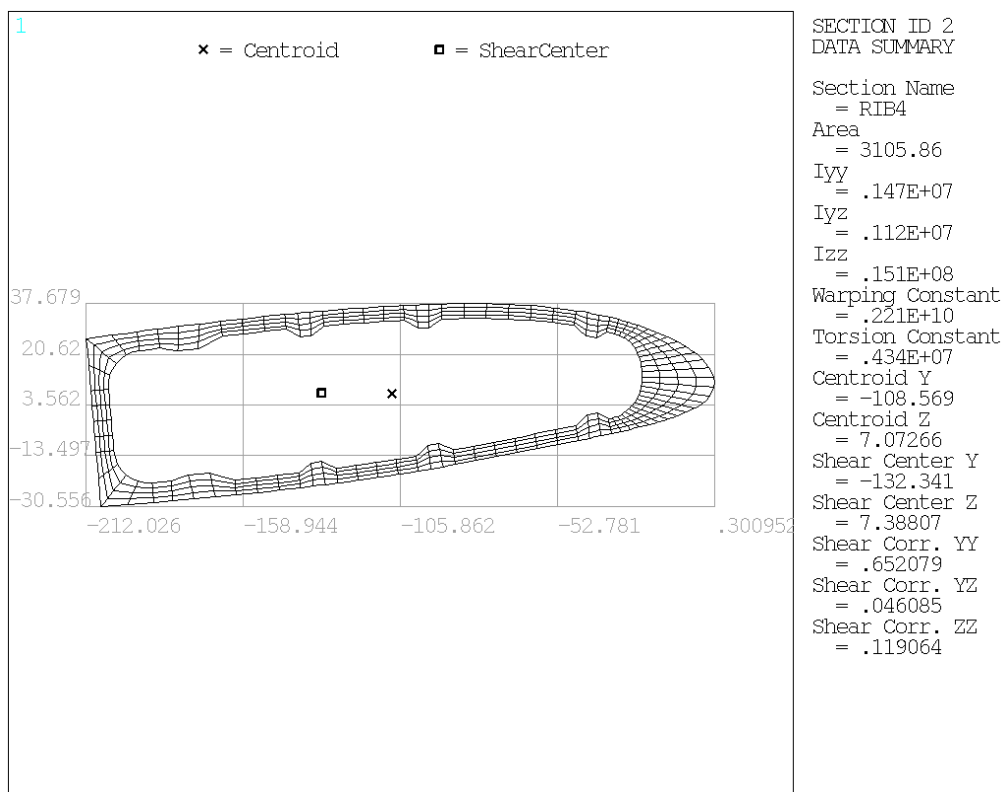 1
× = Centroid
□ = ShearCenter
37.679
20.62
3.562
-13.497
-30.556
-212.026
-158.944
-105.862
-52.781
.300952
SECTION ID 2
DATA SUMMARY
Section Name
= RIB4
Area
= 3105.86
Iyy
= .147E+07
Iyz
= .112E+07
Izz
= .151E+08
Warping Constant
= .221E+10
Torsion Constant
= .434E+07
Centroid Y
= -108.569
Centroid Z
= 7.07266
Shear Center Y
= -132.341
Shear Center Z
= 7.38807
Shear Corr. YY
= .652079
Shear Corr. YZ
= .046085
Shear Corr. ZZ
= .119064